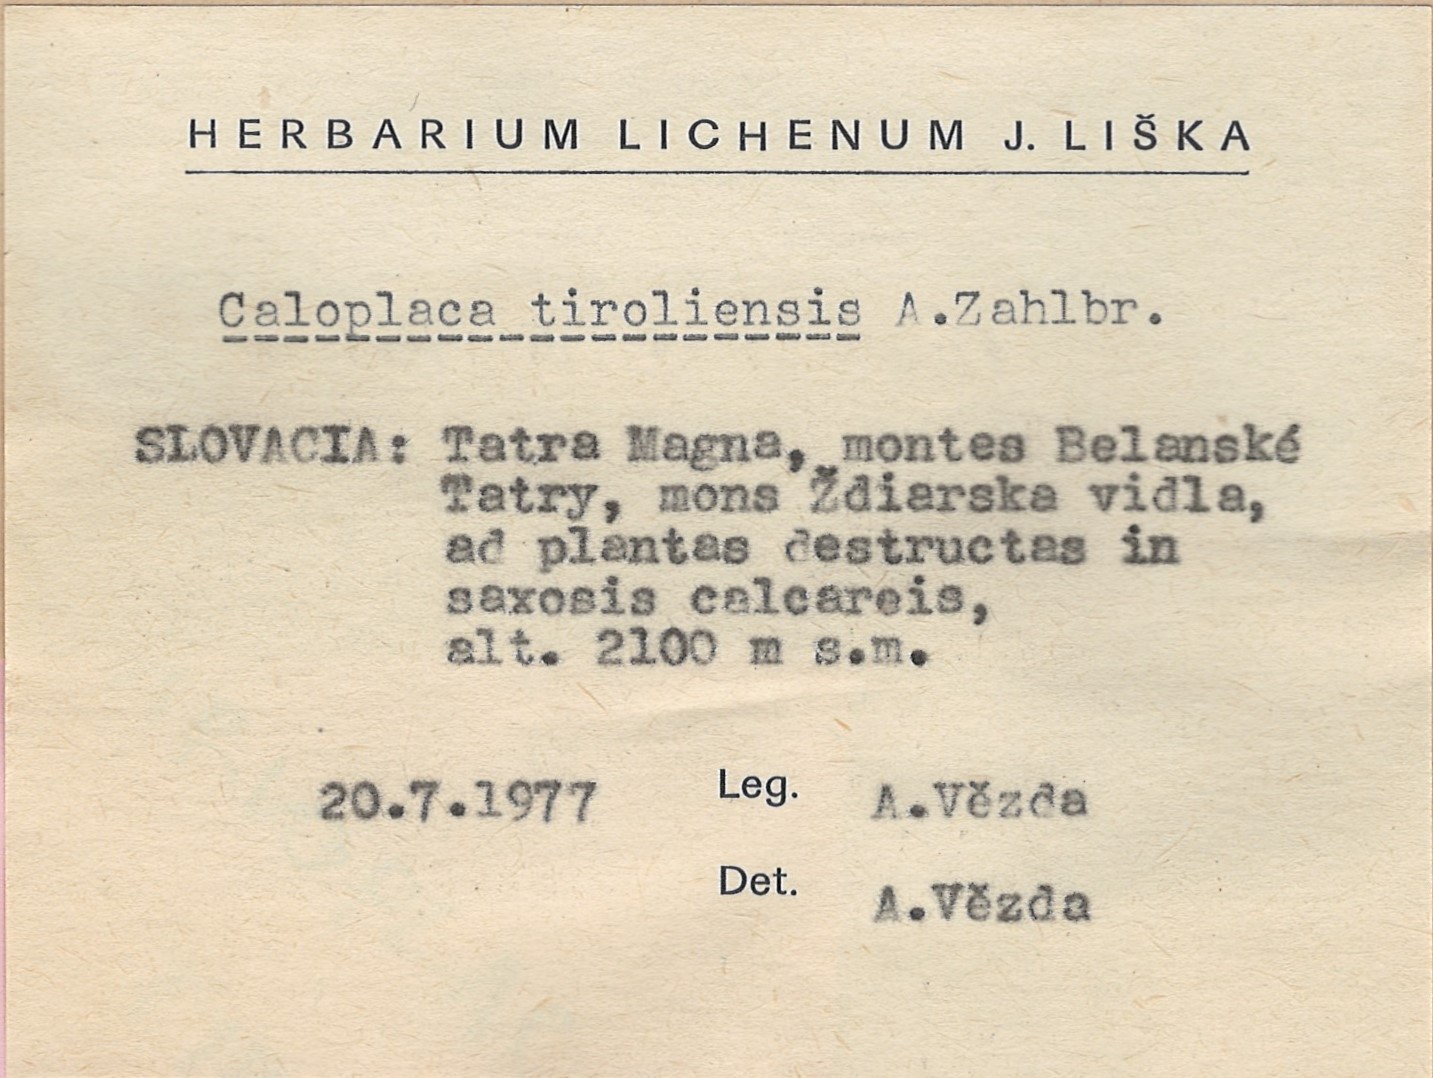 HERBARIUM LICHENUM J. LIŠKA
Caloplaca tiroliensis A.Zahlbr.
SLOVACIA: Tatra Magna, montes Belanské
Tatry, mons Ždiarska vidla,
ad plantas destructas in
saxosis calcareis,
alt. 2100 m s.m.
20.7.1977 Leg. A.Vězda
Det. A.Vězda